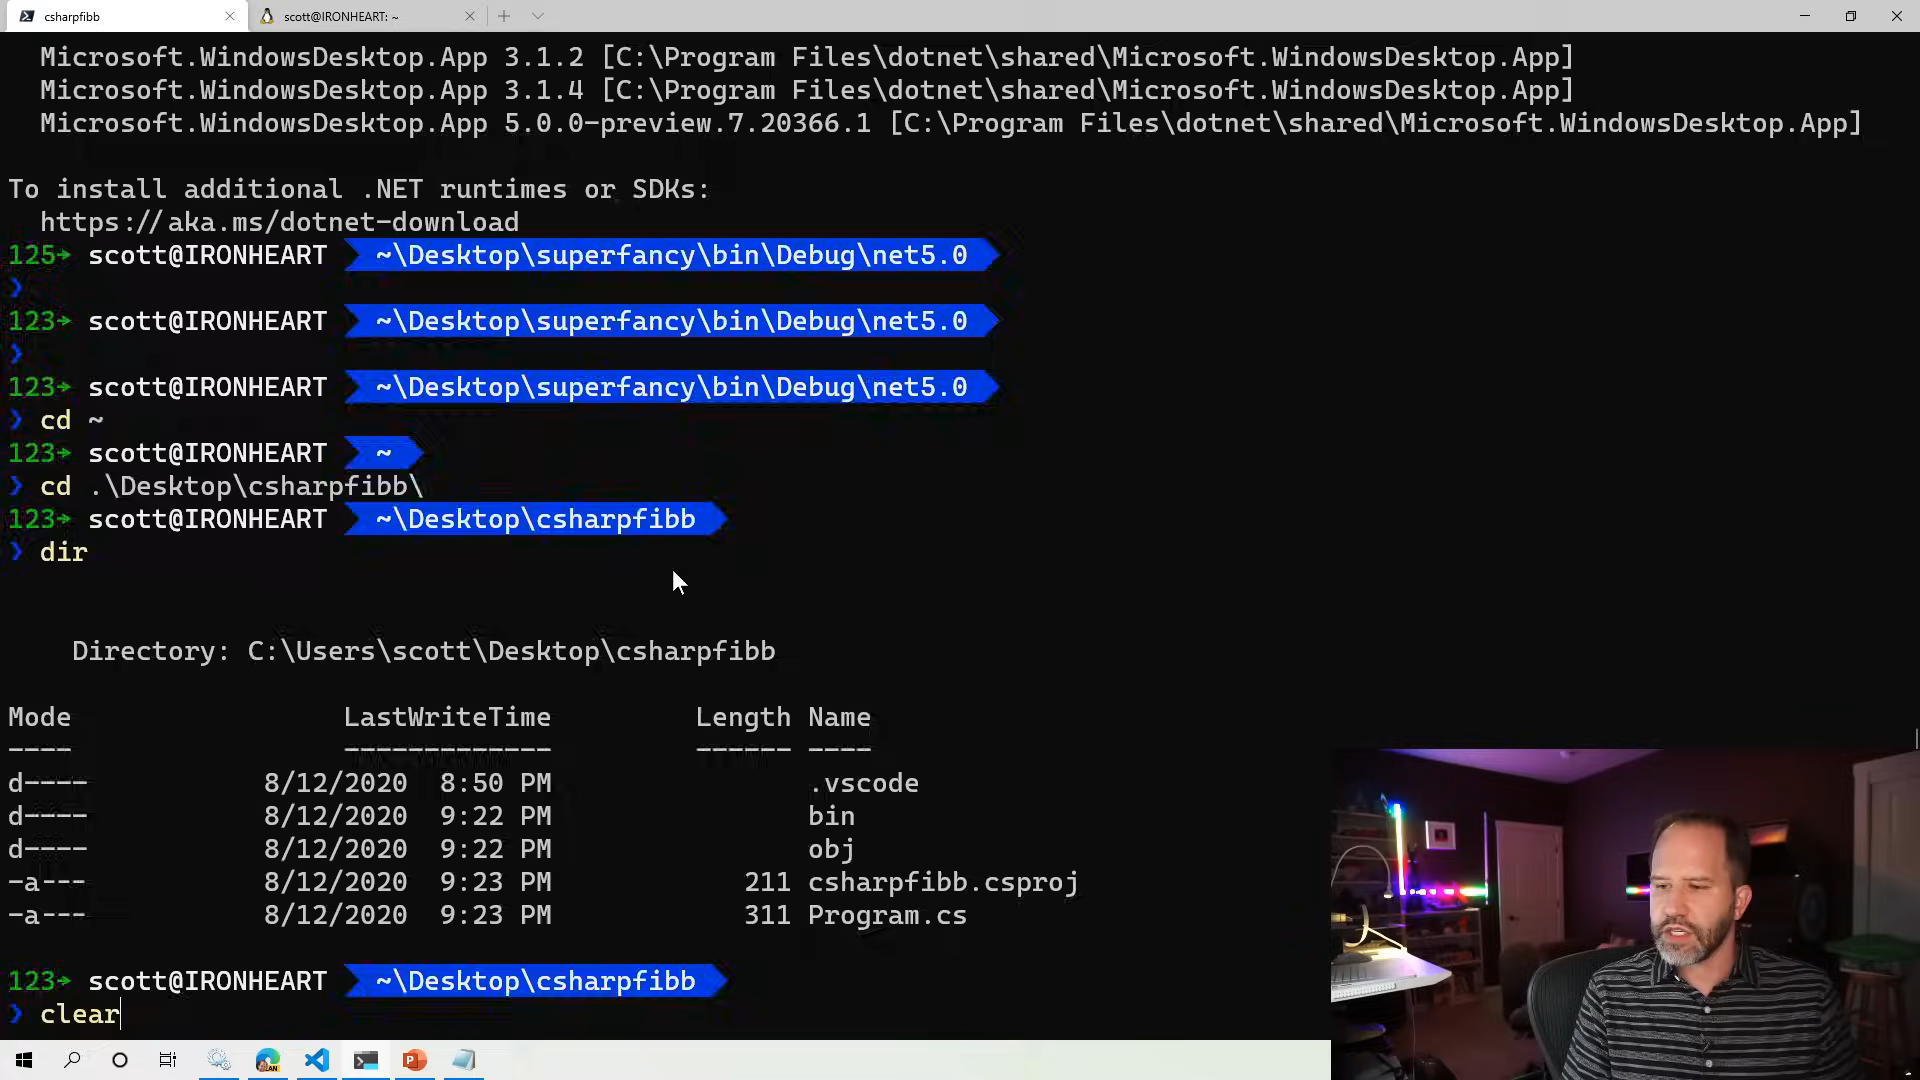 csharpfibb
scott@IRONHEART: ~
Microsoft.WindowsDesktop.App 3.1.2 [C:\Program Files\dotnet\shared\Microsoft.WindowsDesktop.App]
Microsoft.WindowsDesktop.App 3.1.4 [C:\Program Files\dotnet\shared\Microsoft.WindowsDesktop.App]
Microsoft.WindowsDesktop.App 5.0.0-preview.7.20366.1 [C:\Program Files\dotnet\shared\Microsoft.WindowsDesktop.App]
To install additional .NET runtimes or SDKs:
https://aka.ms/dotnet-download
125→ scott@IRONHEART ~\Desktop\superfancy\bin\Debug\net5.0
❯
123→ scott@IRONHEART ~\Desktop\superfancy\bin\Debug\net5.0
❯
123→ scott@IRONHEART ~\Desktop\superfancy\bin\Debug\net5.0
❯ cd ~
123→ scott@IRONHEART ~
❯ cd .\Desktop\csharpfibb\
123→ scott@IRONHEART ~\Desktop\csharpfibb
❯ dir
Directory: C:\Users\scott\Desktop\csharpfibb
Mode LastWriteTime Length Name
---- ------------- ------ ----
d---- 8/12/2020 8:50 PM .vscode
d---- 8/12/2020 9:22 PM bin
d---- 8/12/2020 9:22 PM obj
-a--- 8/12/2020 9:23 PM 211 csharpfibb.csproj
-a--- 8/12/2020 9:23 PM 311 Program.cs
123→ scott@IRONHEART ~\Desktop\csharpfibb
❯ clear